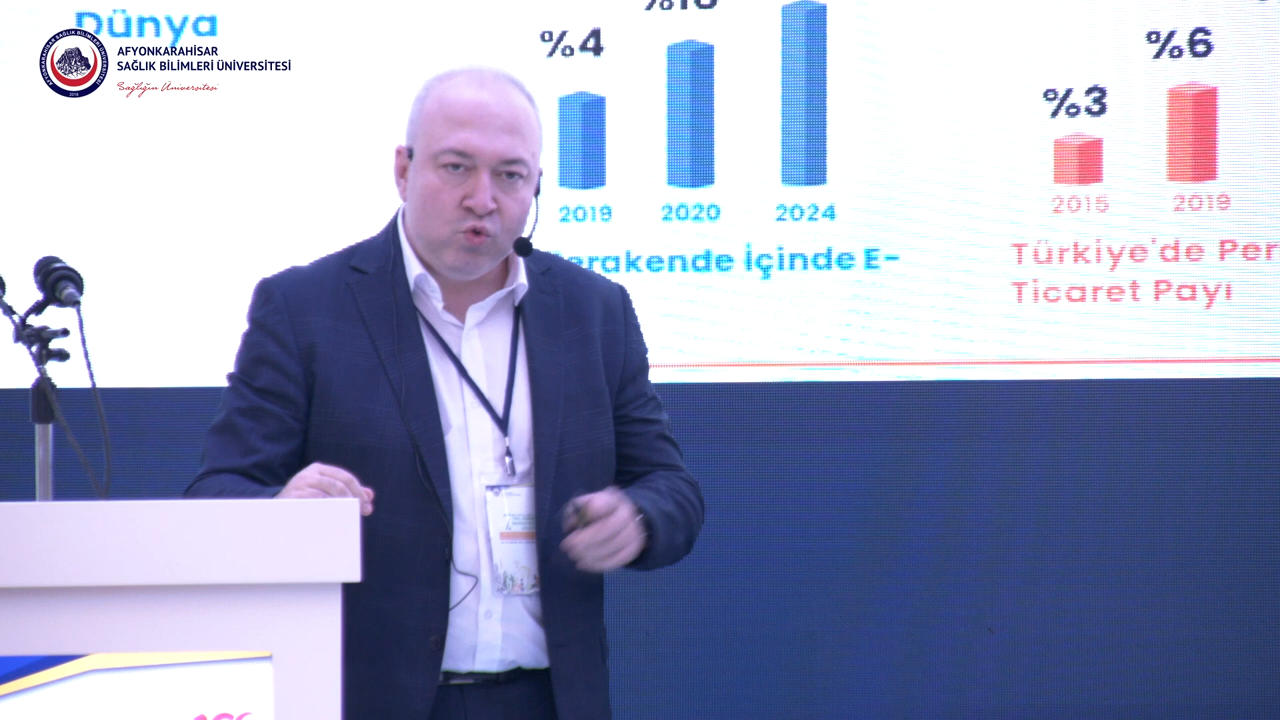 Dünya
AFYONKARAHİSAR
SAĞLIK BİLİMLERİ ÜNİVERSİTESİ
Sağlığın Üniversitesi
%4
2019
2020
2024
İçinde E-
%3
%6
2015
2019
Türkiye'de Per
Ticaret Payı